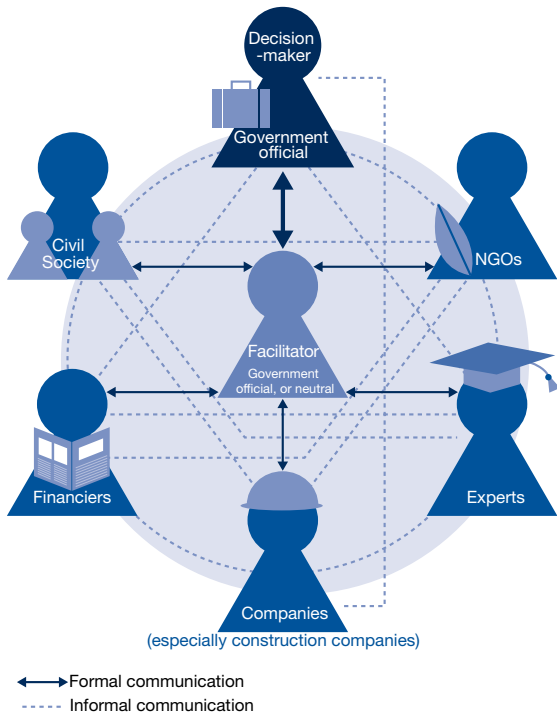 Decision
-maker
Government
official
Civil
Society
NGOs
Facilitator
Government
official, or neutral
Financiers
Experts
Companies
(especially construction companies)
Formal communication
Informal communication